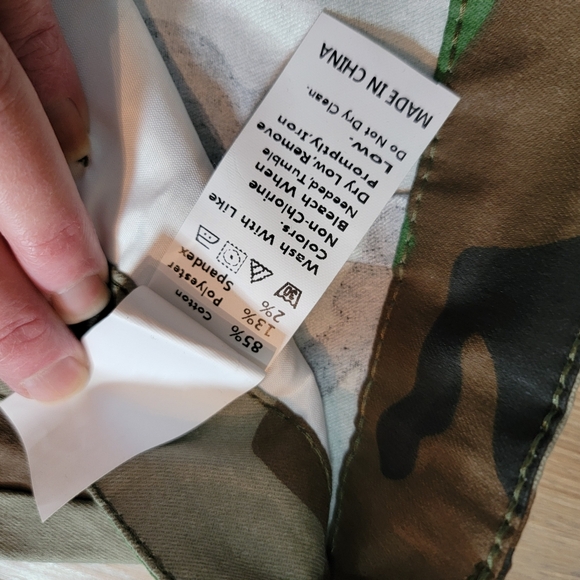 85% Cotton
13% Polyester
2% Spandex
30
Wash With Like
Colors.
Non-Chlorine
Bleach When
Needed,Tumble
Dry Low,Remove
Promptly,Iron
Low.
Do Not Dry Clean.
MADE IN CHINA